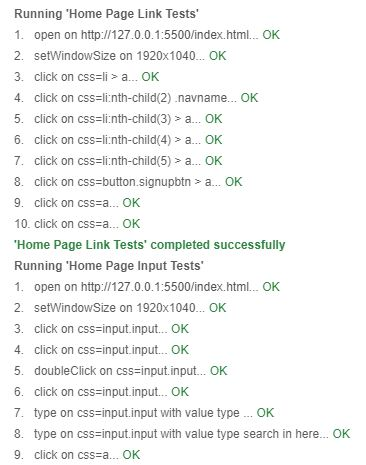 Running 'Home Page Link Tests'
1. open on http://127.0.0.1:5500/index.html... OK
2. setWindowSize on 1920x1040... OK
3. click on css=li > a... OK
4. click on css=li:nth-child(2) .navname... OK
5. click on css=li:nth-child(3) > a... OK
6. click on css=li:nth-child(4) > a... OK
7. click on css=li:nth-child(5) > a... OK
8. click on css=button.signupbtn > a... OK
9. click on css=a... OK
10. click on css=a... OK
'Home Page Link Tests' completed successfully
Running 'Home Page Input Tests'
1. open on http://127.0.0.1:5500/index.html... OK
2. setWindowSize on 1920x1040... OK
3. click on css=input.input... OK
4. click on css=input.input... OK
5. doubleClick on css=input.input... OK
6. click on css=input.input... OK
7. type on css=input.input with value type ... OK
8. type on css=input.input with value type search in here... OK
9. click on css=a... OK